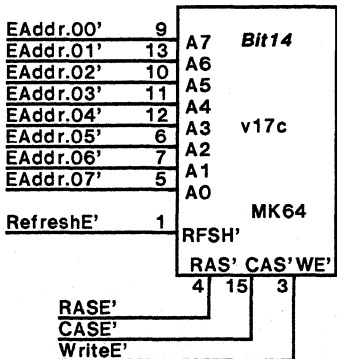 EAddr.00' 9 A7 Bit14
EAddr.01' 13 A6
EAddr.02' 10 A5
EAddr.03' 11 A4
EAddr.04' 12 A3 v17c
EAddr.05' 6 A2
EAddr.06' 7 A1
EAddr.07' 5 A0
MK64
RefreshE' 1 RFSH'
RAS' CAS' WE'
4 15 3
RASE'
CASE'
WriteE'